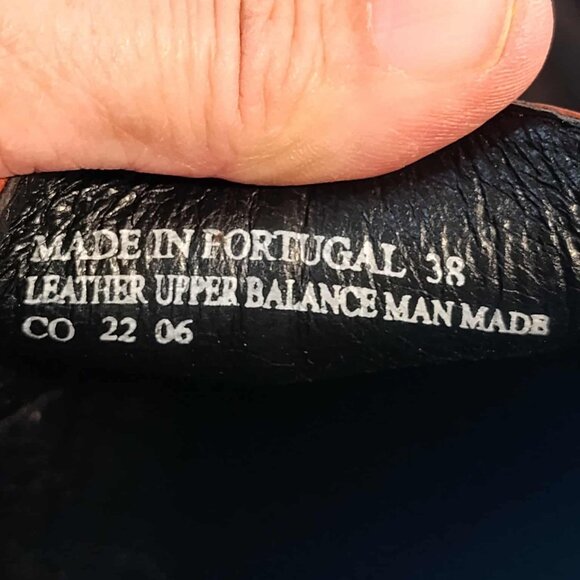 MADE IN PORTUGAL 38
LEATHER UPPER BALANCE MAN MADE
CO 22 06